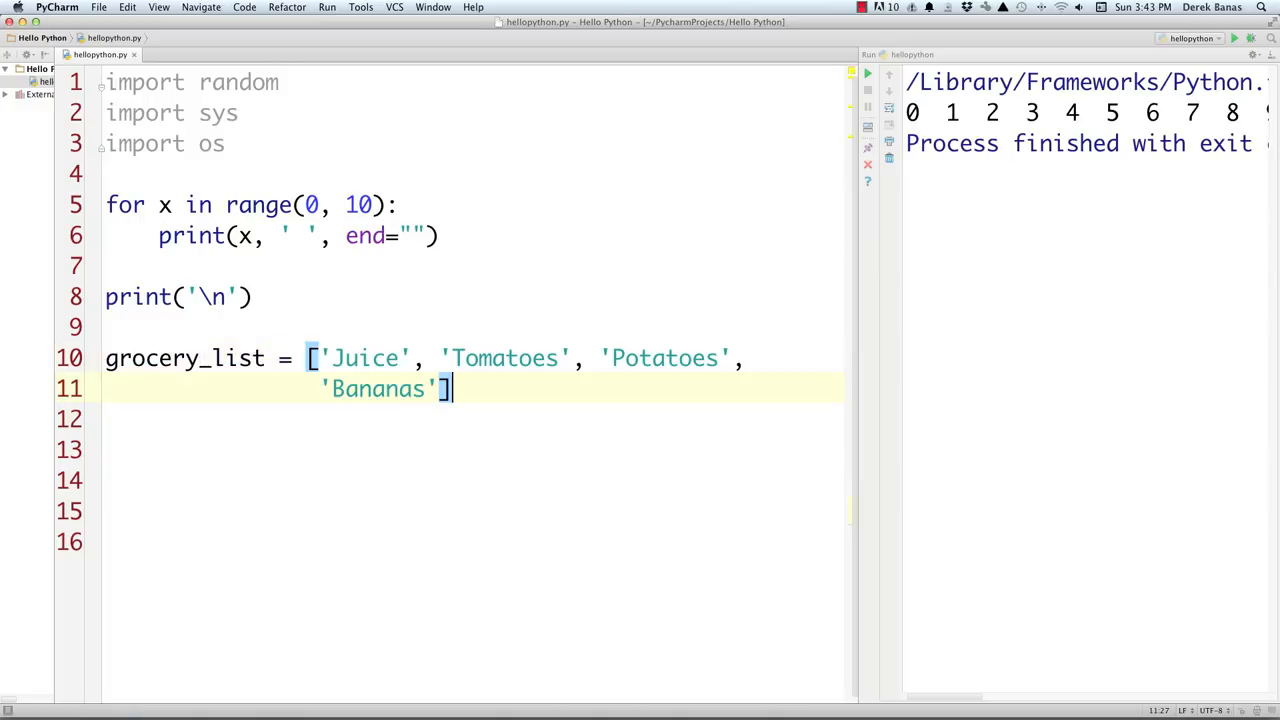 PyCharm File Edit View Navigate Code Refactor Run Tools VCS Window Help 10 Sun 3:43 PM Derek Banas
hellopython.py – Hello Python – [~/PycharmProjects/Hello Python]
Hello Python hellopython.py hellopython
hellopython.py Run hellopython
Hello P
hell
Extern
1 import random
2 import sys
3 import os
4
5 for x in range(0, 10):
6 print(x, ' ', end="")
7
8 print('\n')
9
10 grocery_list = ['Juice', 'Tomatoes', 'Potatoes',
11 'Bananas']
12
13
14
15
16
/Library/Frameworks/Python.
0 1 2 3 4 5 6 7 8
Process finished with exit
11:27 LF UTF-8